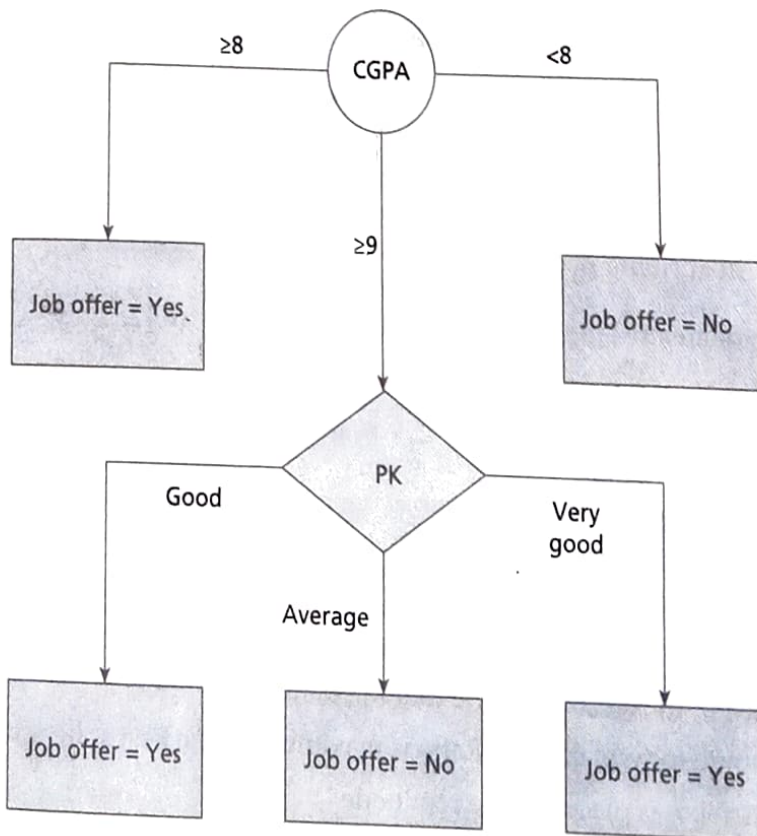 ≥8
CGPA
<8
≥9
Job offer = Yes
Job offer = No
PK
Good
Very
good
Average
Job offer = Yes
Job offer = No
Job offer = Yes